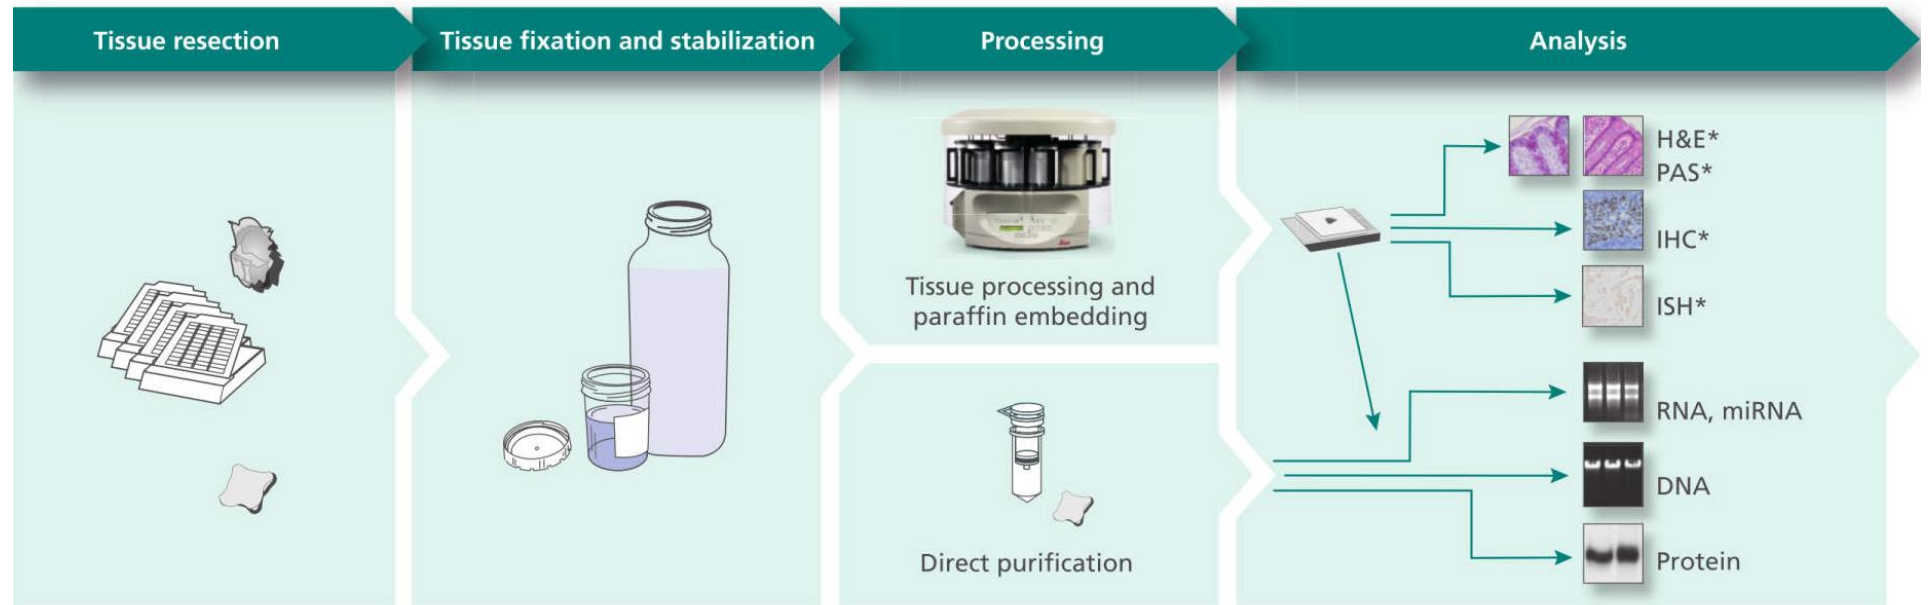 Tissue resection
Tissue fixation and stabilization
Processing
Analysis
Tissue processing and
paraffin embedding
Direct purification
H&E*
PAS*
IHC*
ISH*
RNA, miRNA
DNA
Protein